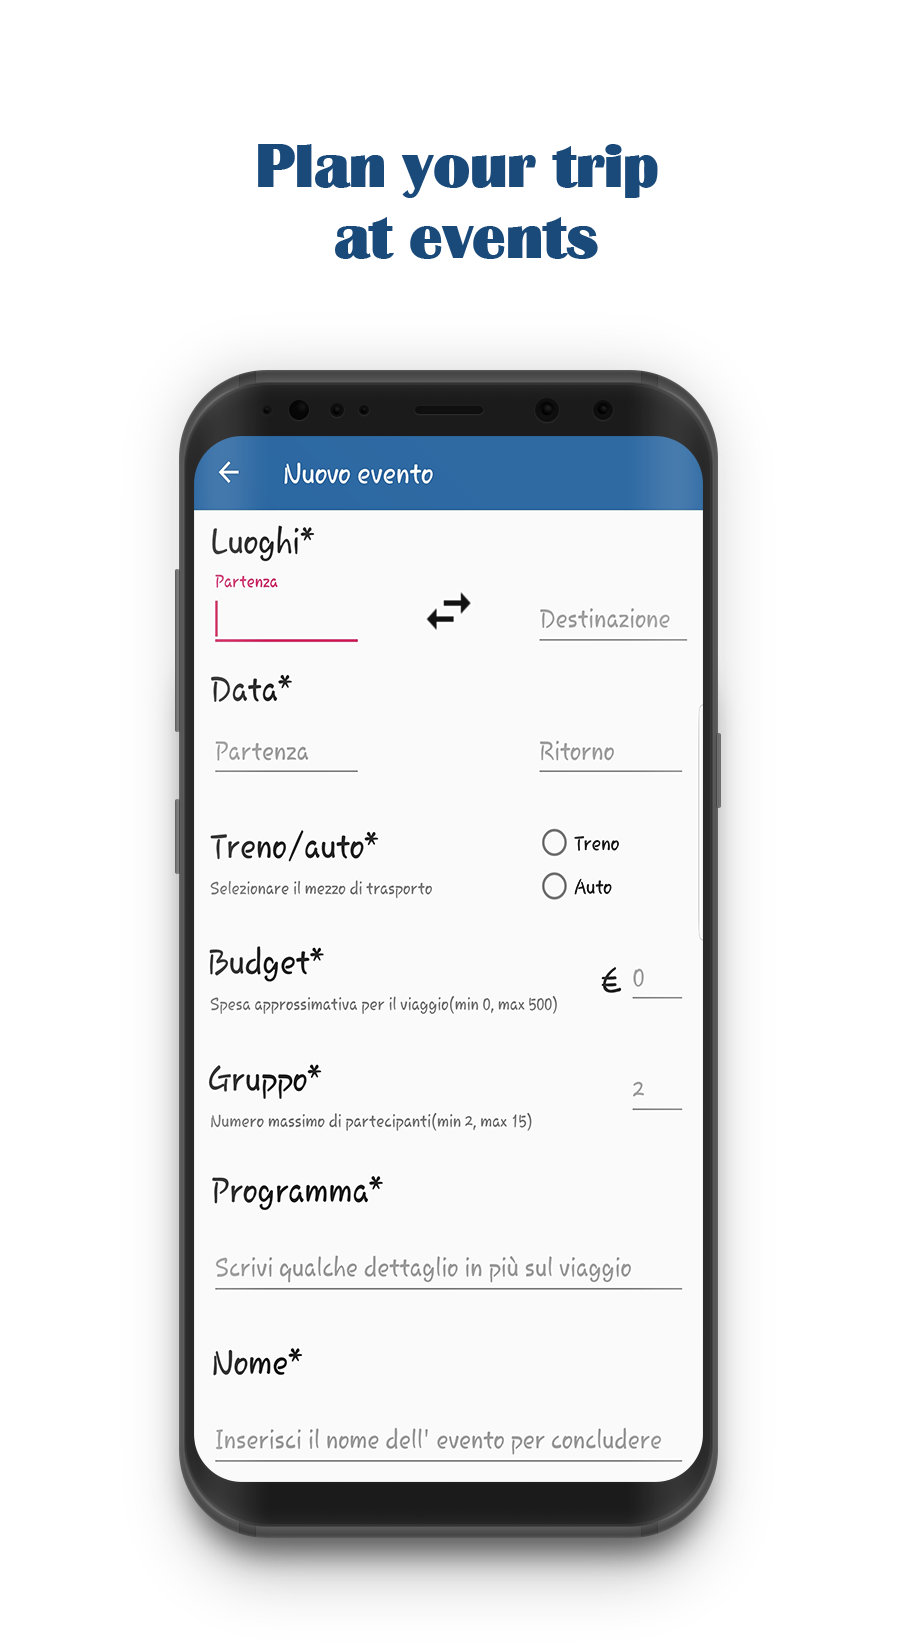 Plan your trip
at events
Nuovo evento
Luoghi*
Partenza
Destinazione
Data*
Partenza
Ritorno
Treno/auto*
Treno
Selezionare il mezzo di trasporto
Auto
Budget*
€ 0
Spesa approssimativa per il viaggio(min 0, max 500)
Gruppo*
2
Numero massimo di partecipanti(min 2, max 15)
Programma*
Scrivi qualche dettaglio in più sul viaggio
Nome*
Inserisci il nome dell' evento per concludere